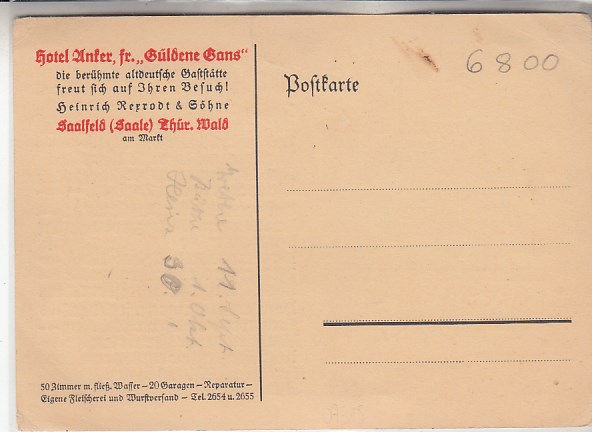 Hotel Anker, fr. „Güldene Gans"
die berühmte altdeutsche Gaststätte
freut sich auf Ihren Besuch!
Heinrich Rexrodt & Söhne
Saalfeld (Saale) Thür. Wald
am Markt
Postkarte
6800
50 Zimmer m. fließ. Wasser – 20 Garagen – Reparatur –
Eigene Fleischerei und Wurstversand – Tel. 2654 u. 2655